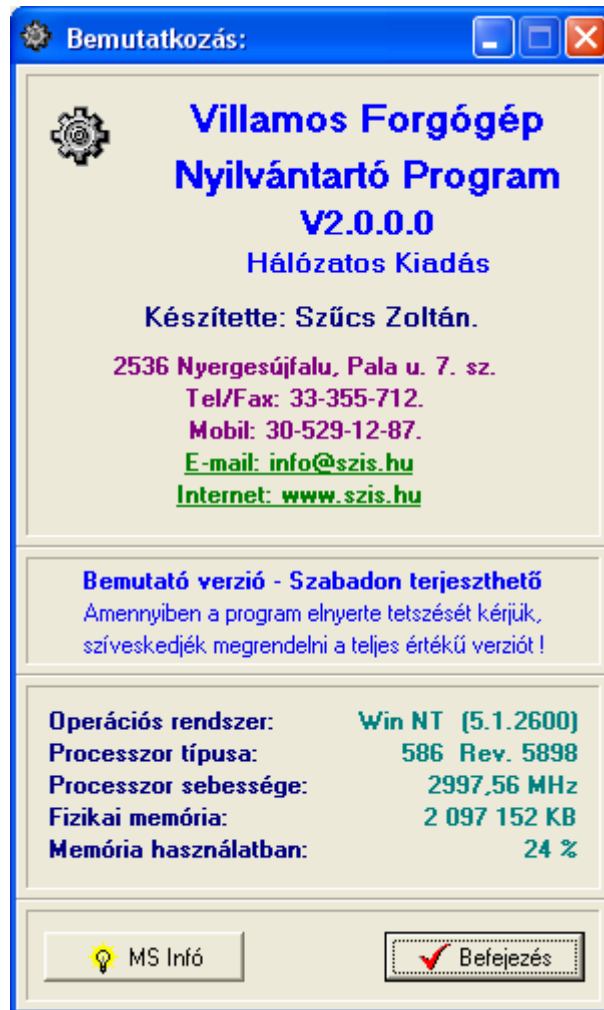 Bemutatkozás:
Villamos Forgógép
Nyilvántartó Program
V2.0.0.0
Hálózatos Kiadás
Készítette: Szűcs Zoltán.
2536 Nyergesújfalu, Pala u. 7. sz.
Tel/Fax: 33-355-712.
Mobil: 30-529-12-87.
E-mail: info@szis.hu
Internet: www.szis.hu
Bemutató verzió - Szabadon terjeszthető
Amennyiben a program elnyerte tetszését kérjük,
szíveskedjék megrendelni a teljes értékű verziót !
Operációs rendszer: Win NT (5.1.2600)
Processzor típusa: 586 Rev. 5898
Processzor sebessége: 2997,56 MHz
Fizikai memória: 2 097 152 KB
Memória használatban: 24 %
MS Infó Befejezés